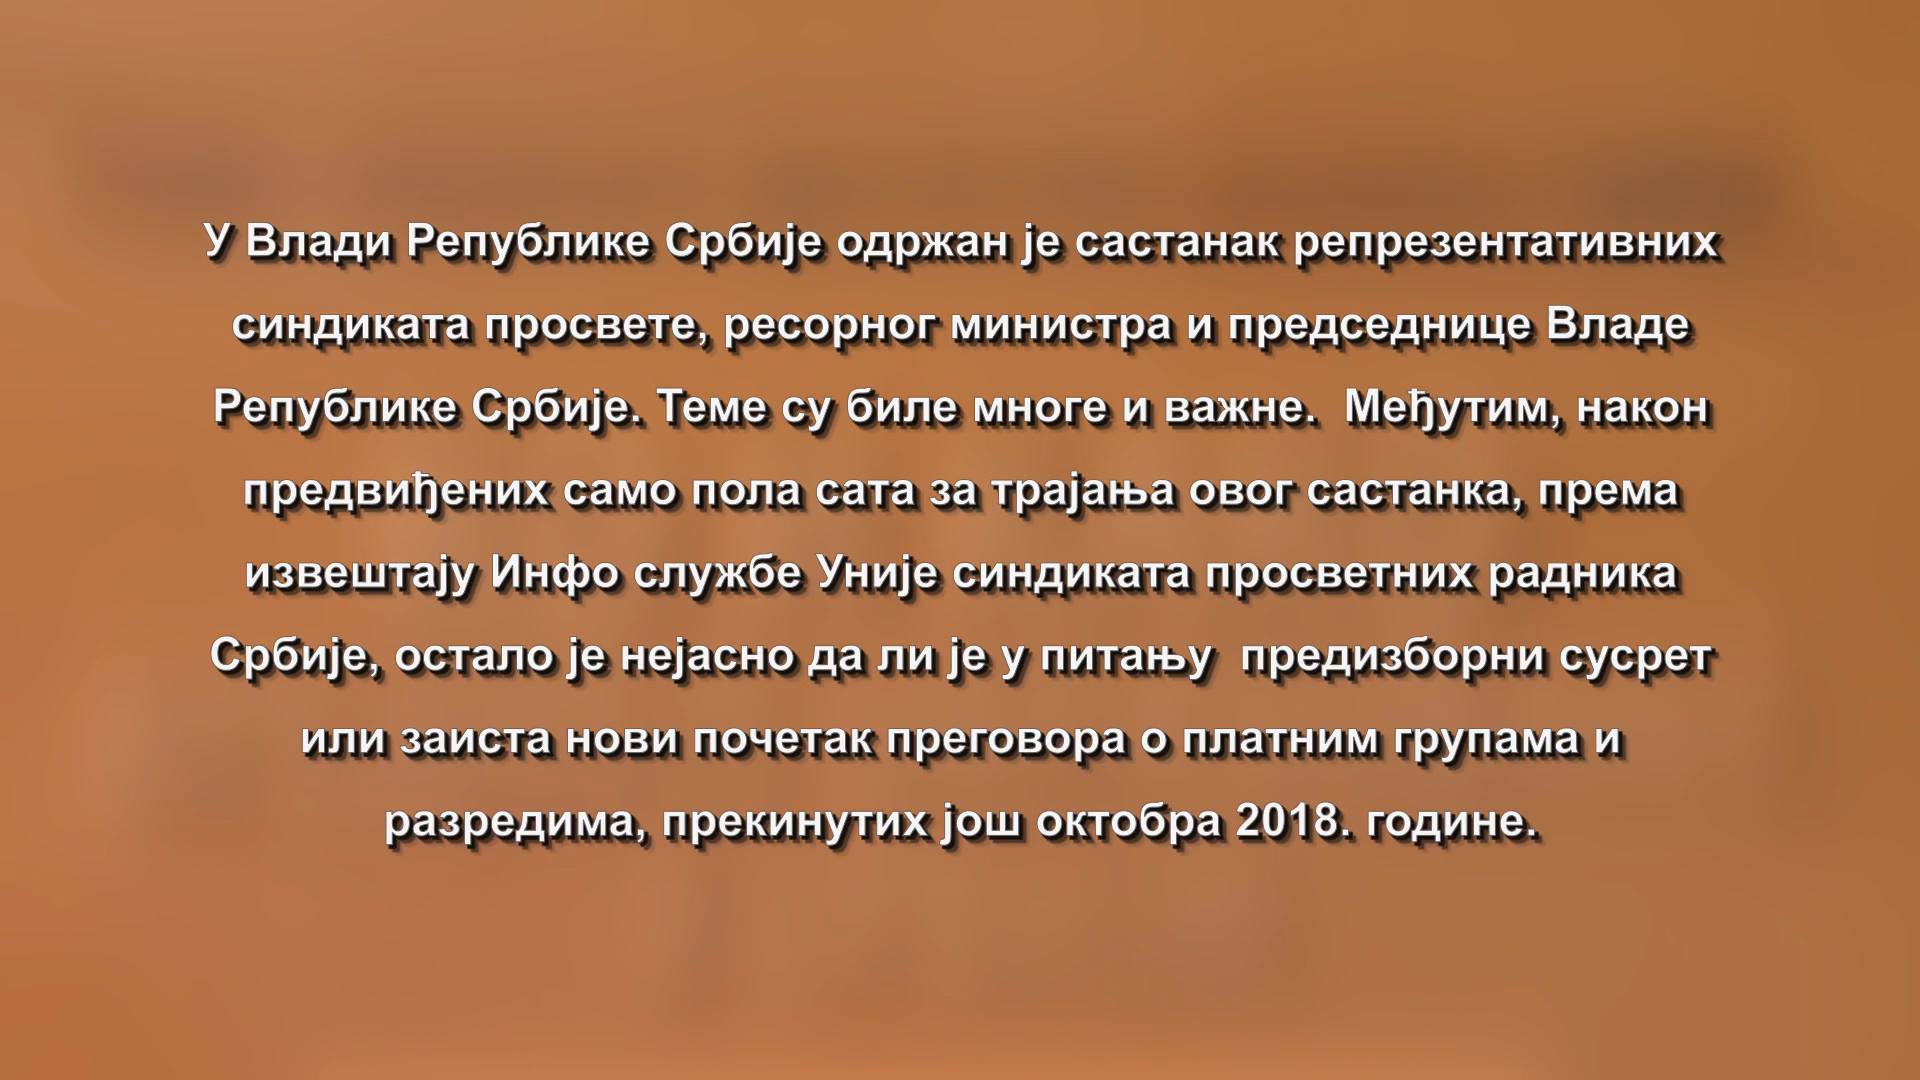 У Влади Републике Србије одржан је састанак репрезентативних
синдиката просвете, ресорног министра и председнице Владе
Републике Србије. Теме су биле многе и важне.  Међутим, након
предвиђених само пола сата за трајања овог састанка, према
извештају Инфо службе Уније синдиката просветних радника
Србије, остало је нејасно да ли је у питању  предизборни сусрет
или заиста нови почетак преговора о платним групама и
разредима, прекинутих још октобра 2018. године.